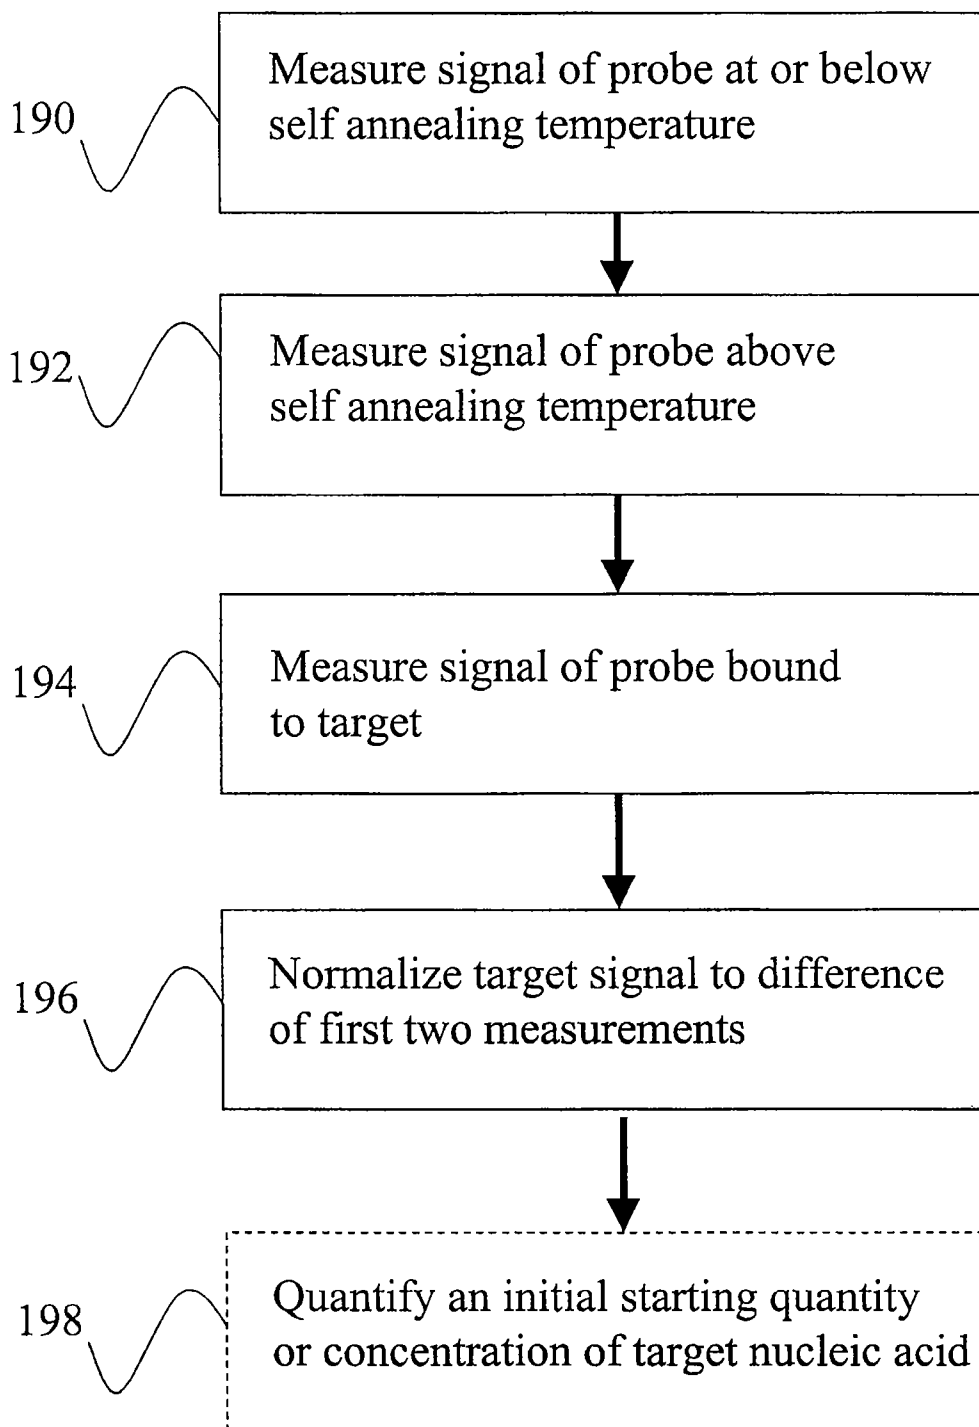 Measure signal of probe at or below
self annealing temperature
190
Measure signal of probe above
self annealing temperature
192
Measure signal of probe bound
to target
194
Normalize target signal to difference
of first two measurements
196
Quantify an initial starting quantity
or concentration of target nucleic acid
198